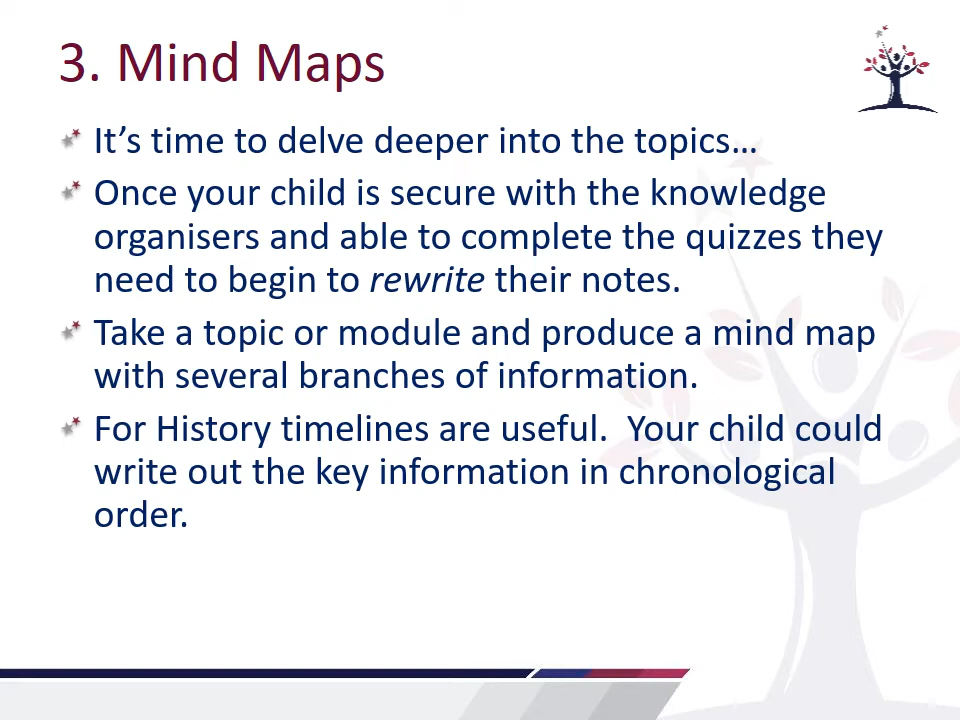 3. Mind Maps
It’s time to delve deeper into the topics…
Once your child is secure with the knowledge
organisers and able to complete the quizzes they
need to begin to rewrite their notes.
Take a topic or module and produce a mind map
with several branches of information.
For History timelines are useful.  Your child could
write out the key information in chronological
order.